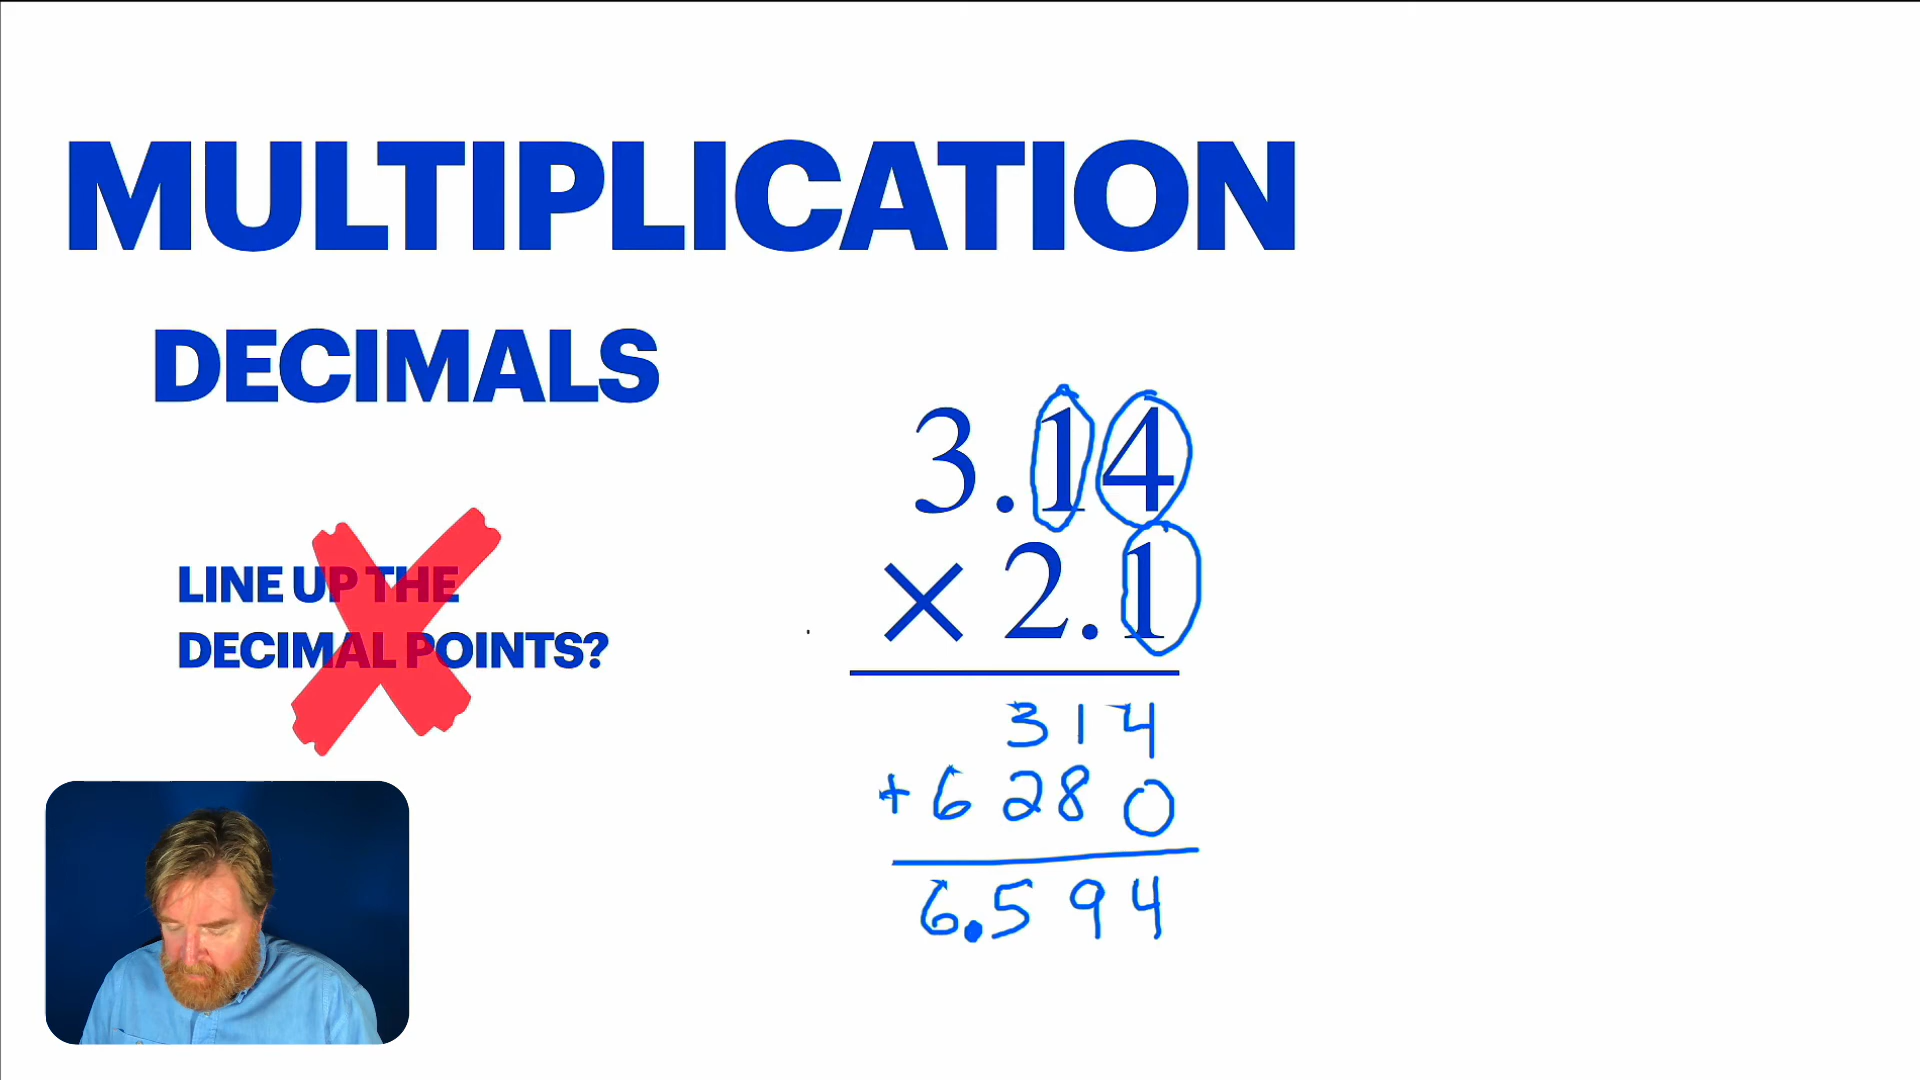 MULTIPLICATION
DECIMALS
LINE UP THE
DECIMAL POINTS?
3.14
× 2.1
314
+ 6280
6.594